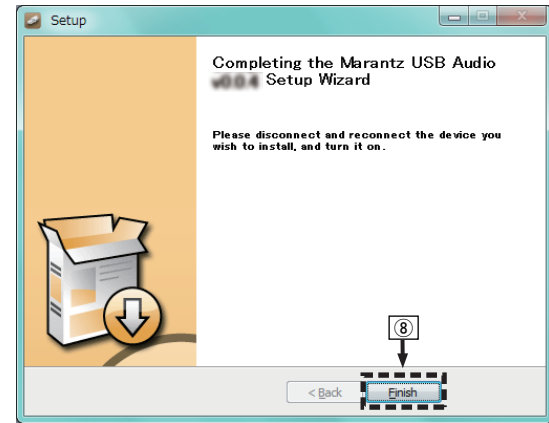 Setup
Completing the Marantz USB Audio
Setup Wizard
Please disconnect and reconnect the device you
wish to install, and turn it on.
⑧
< Back
Finish